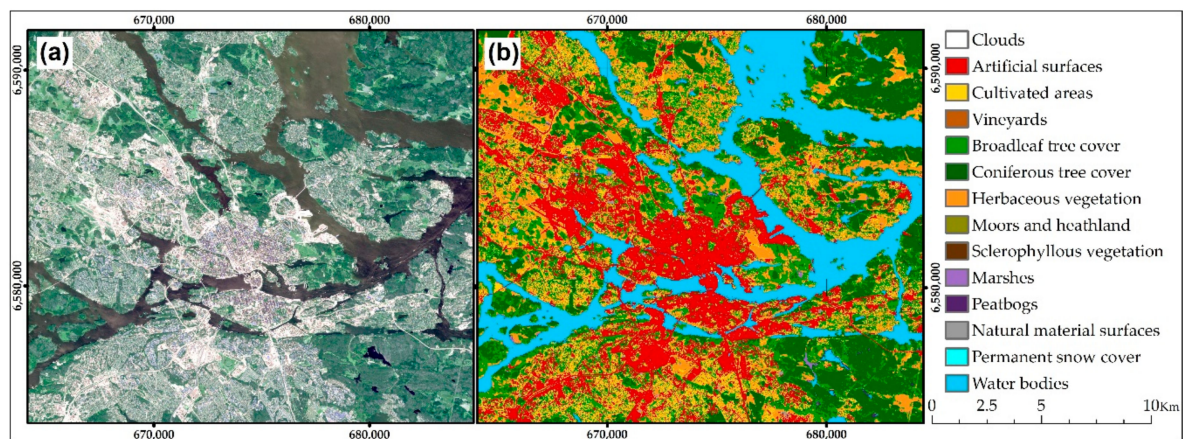 670,000
680,000
670,000
680,000
(a)
(b)
6,590,000
6,580,000
6,590,000
6,580,000
670,000
680,000
670,000
680,000
Clouds
Artificial surfaces
Cultivated areas
Vineyards
Broadleaf tree cover
Coniferous tree cover
Herbaceous vegetation
Moors and heathland
Sclerophyllous vegetation
Marshes
Peatbogs
Natural material surfaces
Permanent snow cover
Water bodies
0 2.5 5 10Km